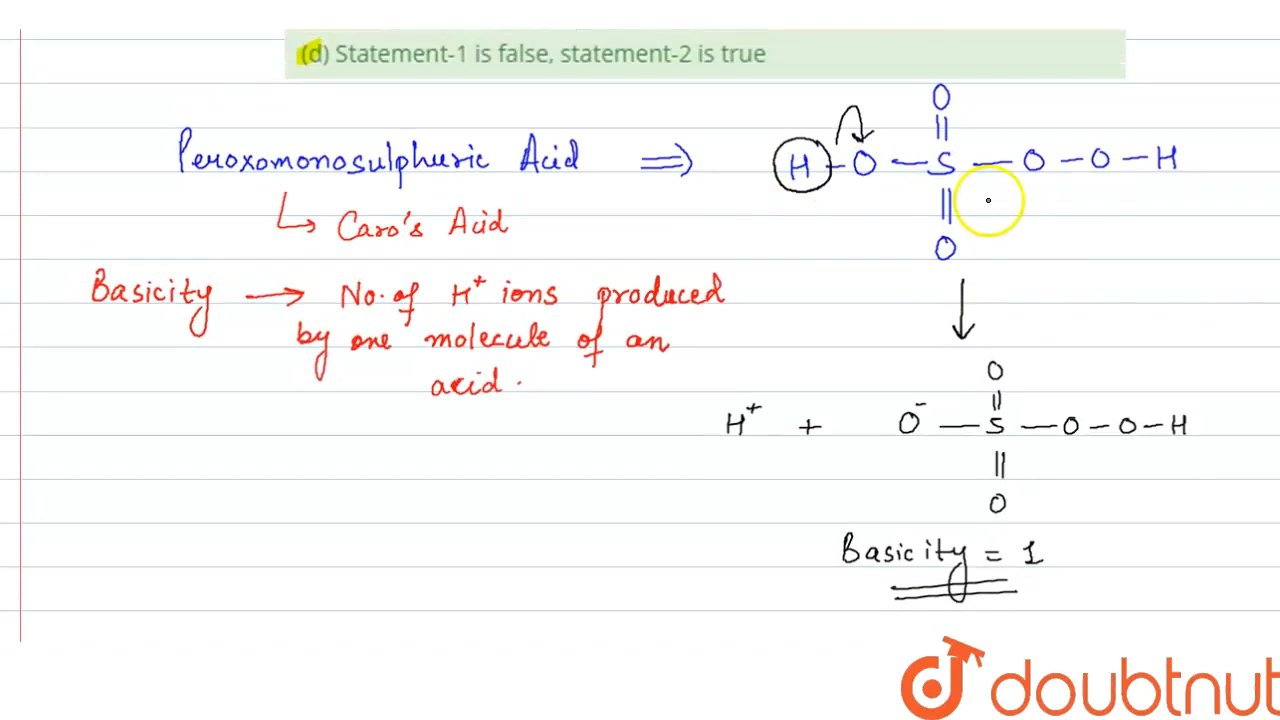 (d) Statement-1 is false, statement-2 is true
O
||
Peroxomonosulphuric Acid ⇒ H - O - S - O - O - H
||
O
↳ Caro's Acid
Basicity → No. of H⁺ ions produced
by one molecule of an
acid.
↓
O
||
H⁺ + O⁻ - S - O - O - H
||
O
Basicity = 1
doubtnut